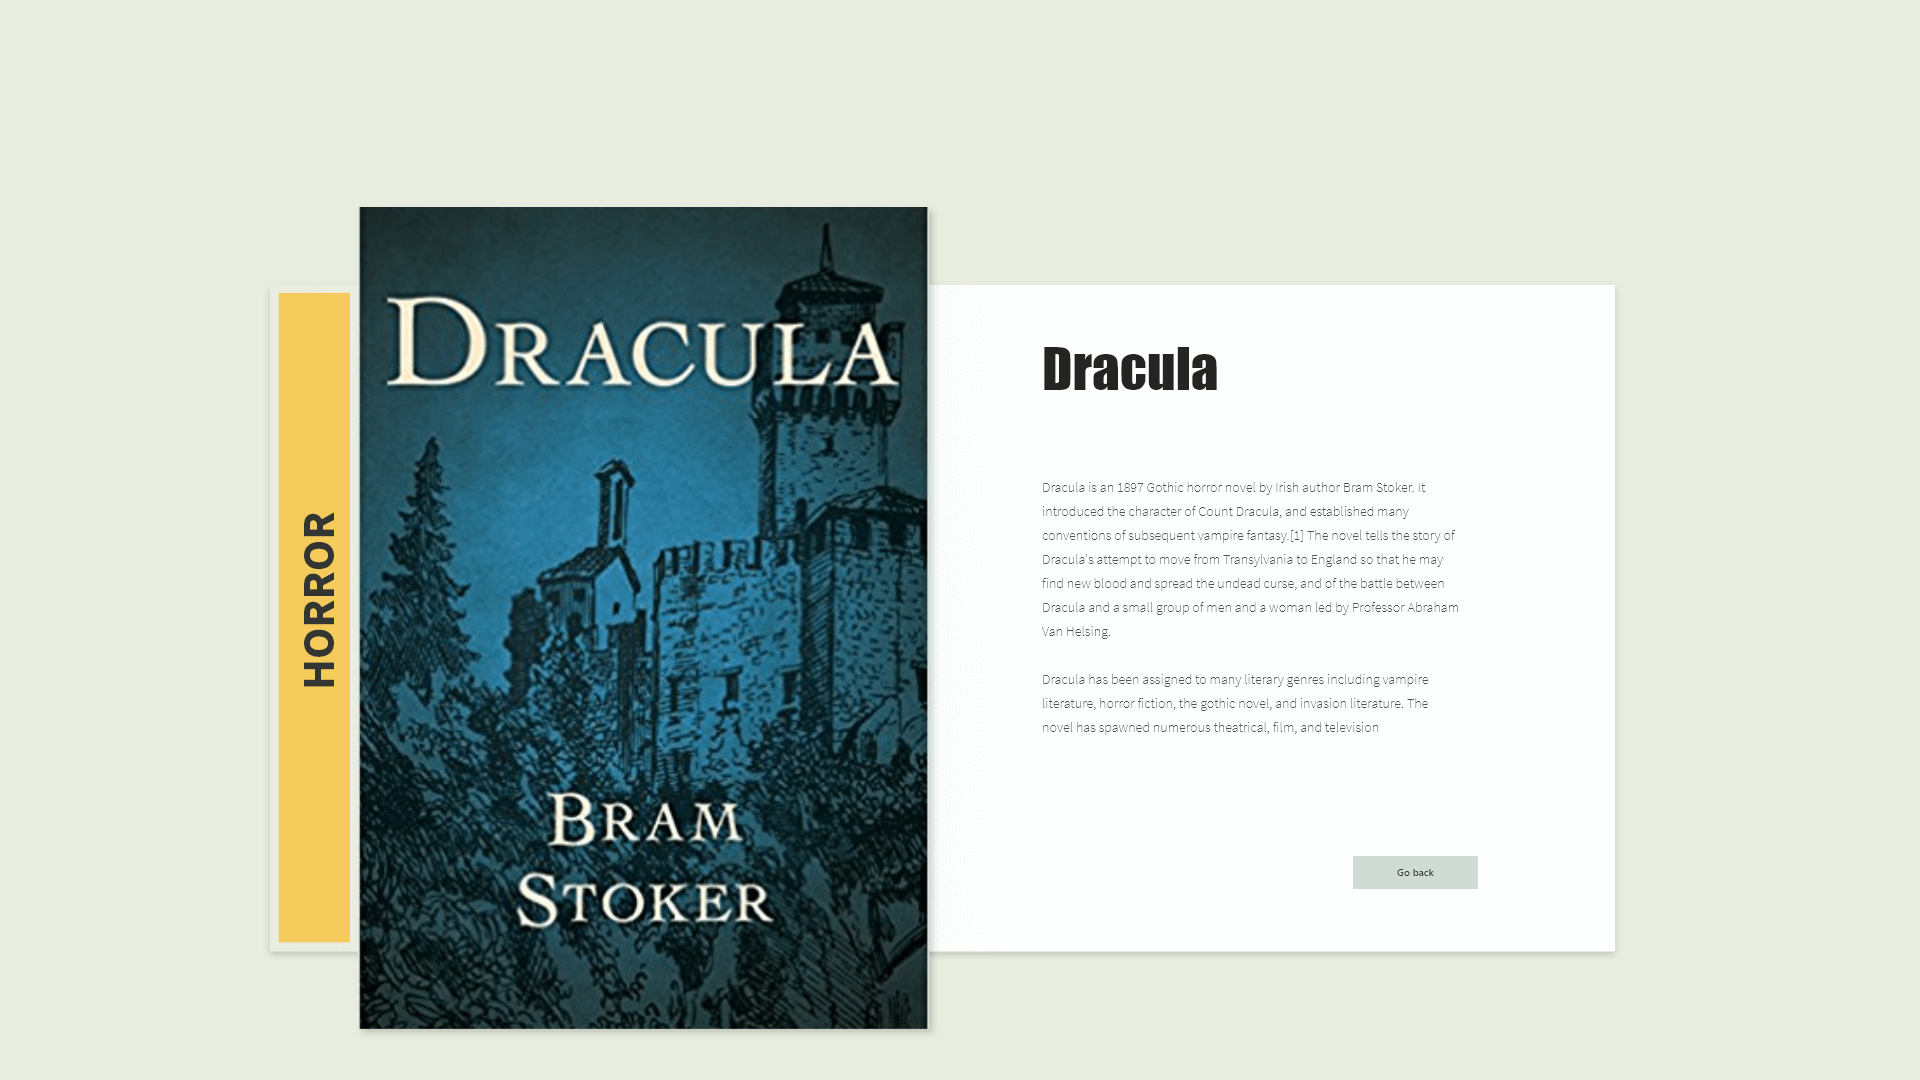 HORROR
DRACULA
BRAM
STOKER
Dracula
Dracula is an 1897 Gothic horror novel by Irish author Bram Stoker. It
introduced the character of Count Dracula, and established many
conventions of subsequent vampire fantasy.[1] The novel tells the story of
Dracula's attempt to move from Transylvania to England so that he may
find new blood and spread the undead curse, and of the battle between
Dracula and a small group of men and a woman led by Professor Abraham
Van Helsing.
Dracula has been assigned to many literary genres including vampire
literature, horror fiction, the gothic novel, and invasion literature. The
novel has spawned numerous theatrical, film, and television
Go back